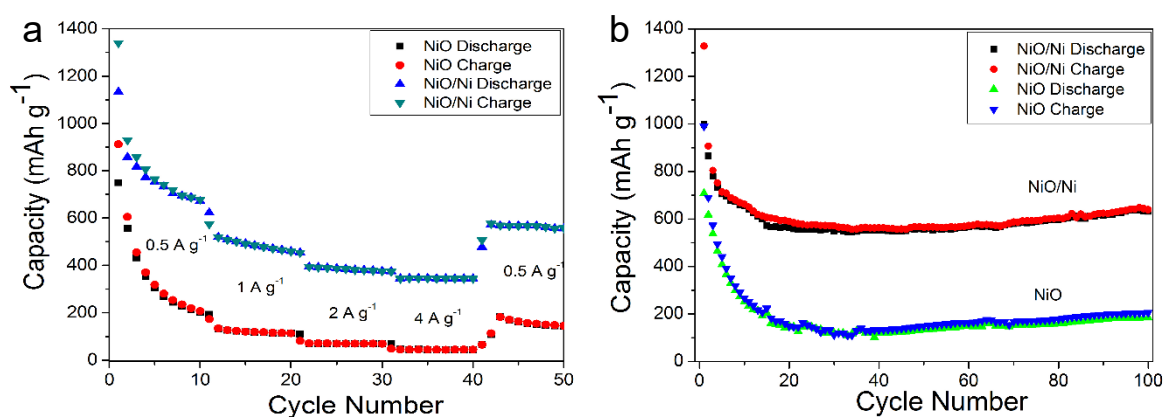 a
1400
1200
1000
800
600
400
200
0
Capacity (mAh g⁻¹)
NiO Discharge
NiO Charge
NiO/Ni Discharge
NiO/Ni Charge
0.5 A g⁻¹
1 A g⁻¹
2 A g⁻¹
4 A g⁻¹
0.5 A g⁻¹
0 10 20 30 40 50
Cycle Number
b
1400
1200
1000
800
600
400
200
0
Capacity (mAh g⁻¹)
NiO/Ni Discharge
NiO/Ni Charge
NiO Discharge
NiO Charge
NiO/Ni
NiO
0 20 40 60 80 100
Cycle Number